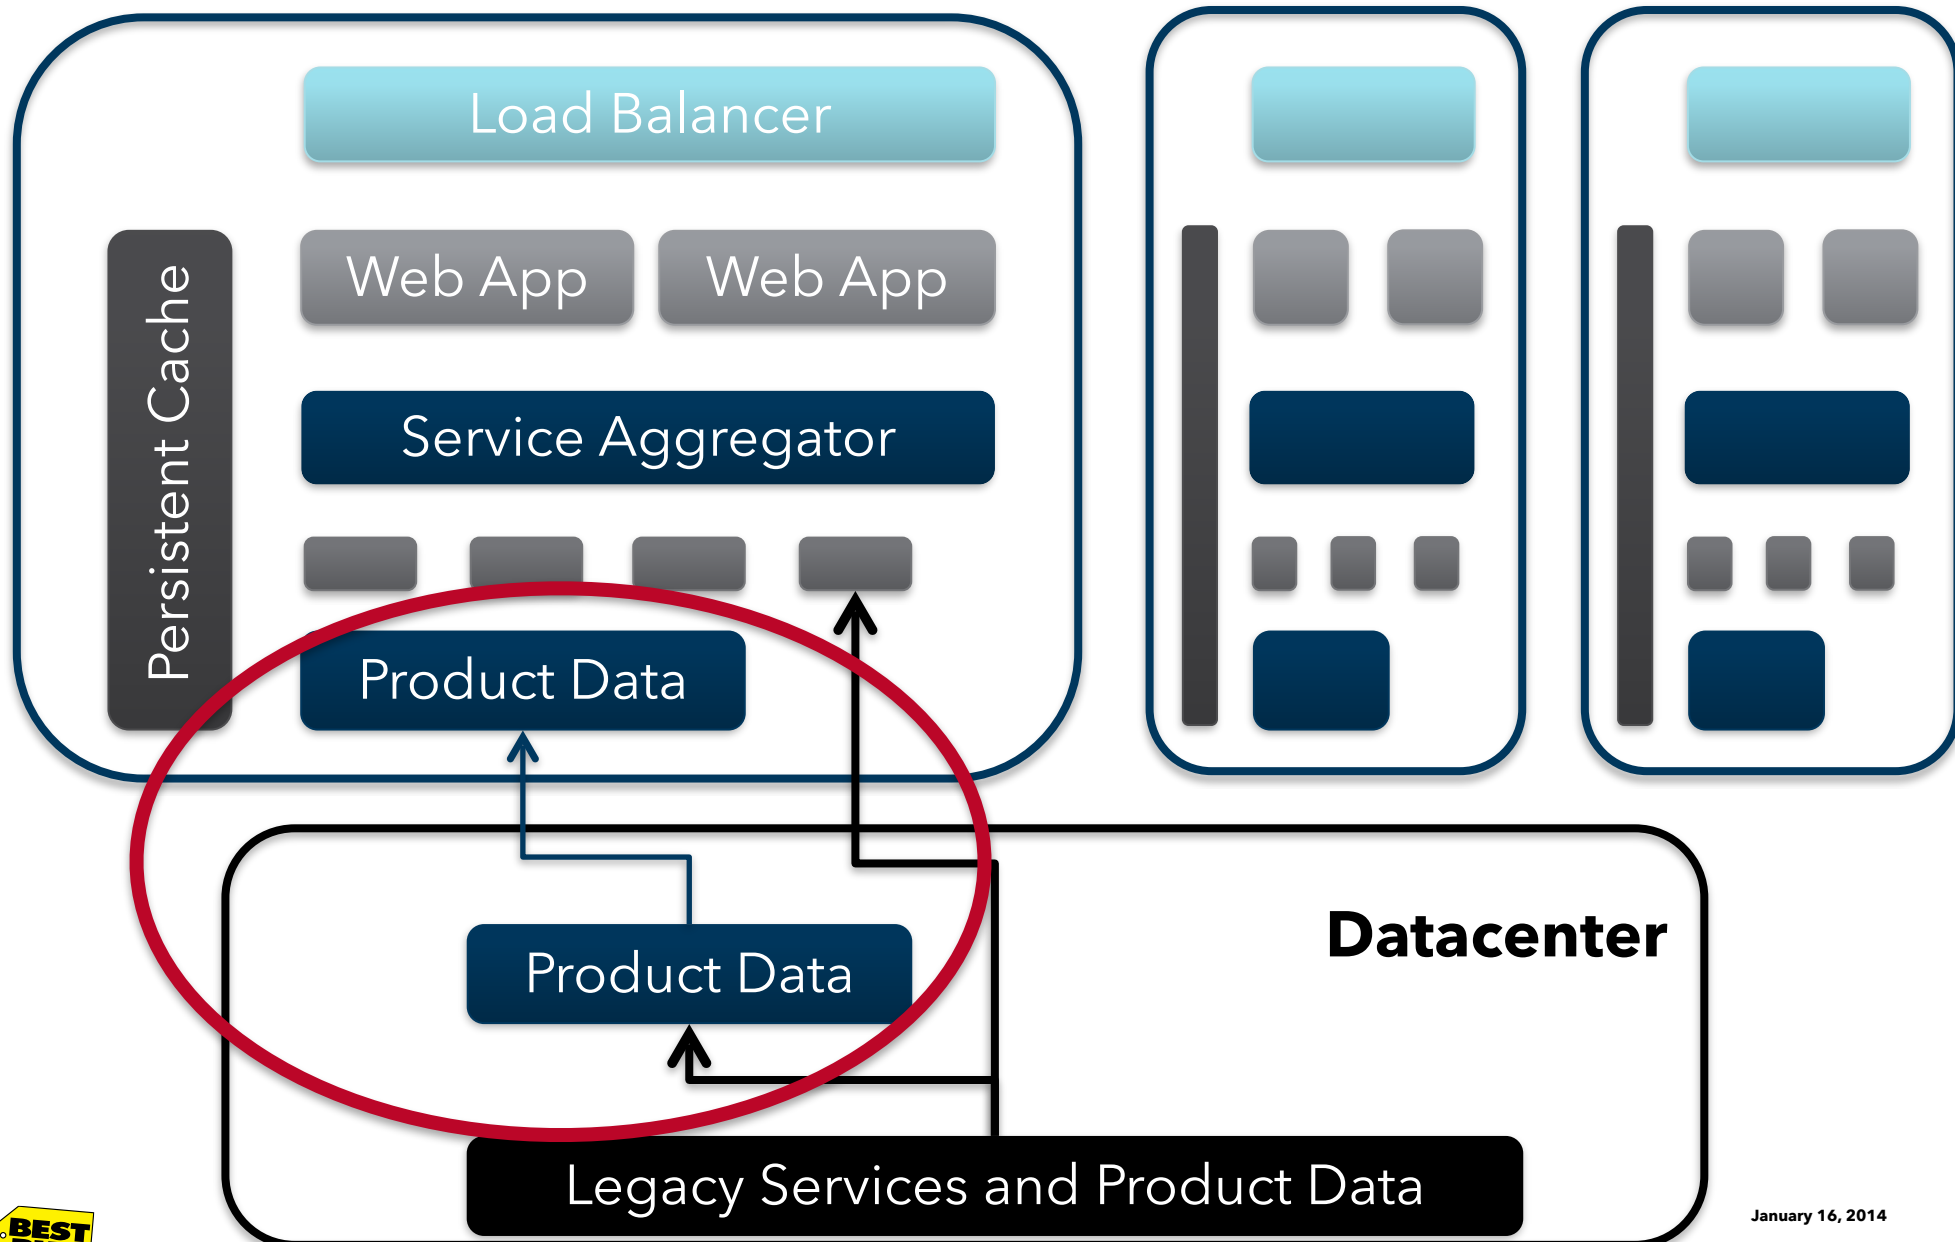 Load Balancer
Web App
Web App
Persistent Cache
Service Aggregator
Product Data
Datacenter
Product Data
Legacy Services and Product Data
BEST
January 16, 2014